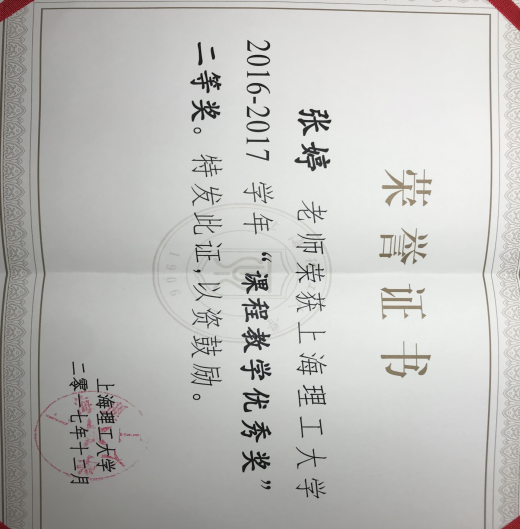 荣誉证书
张婷 老师荣获上海理工大学
2016-2017 学年“课程教学优秀奖”
二等奖。特发此证,以资鼓励。
上海理工大学
二零一七年十二月
1906